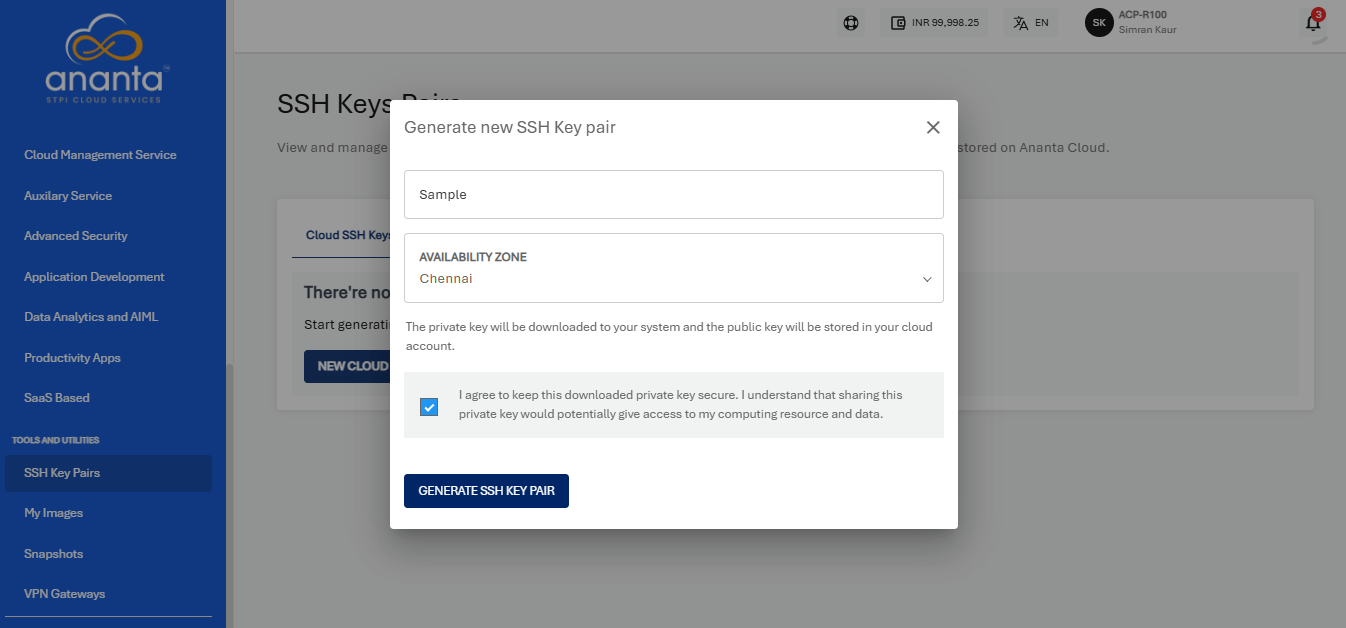 ananta
STPI CLOUD SERVICES
Cloud Management Service
Auxilary Service
Advanced Security
Application Development
Data Analytics and AIML
Productivity Apps
SaaS Based
TOOLS AND UTILITIES
SSH Key Pairs
My Images
Snapshots
VPN Gateways
INR 99,998.25
EN
SK
ACP-R100
Simran Kaur
3
SSH Keys Pairs
View and manage
stored on Ananta Cloud.
Cloud SSH Keys
There're no
Start generati
NEW CLOUD
Generate new SSH Key pair
Sample
AVAILABILITY ZONE
Chennai
The private key will be downloaded to your system and the public key will be stored in your cloud
account.
I agree to keep this downloaded private key secure. I understand that sharing this
private key would potentially give access to my computing resource and data.
GENERATE SSH KEY PAIR